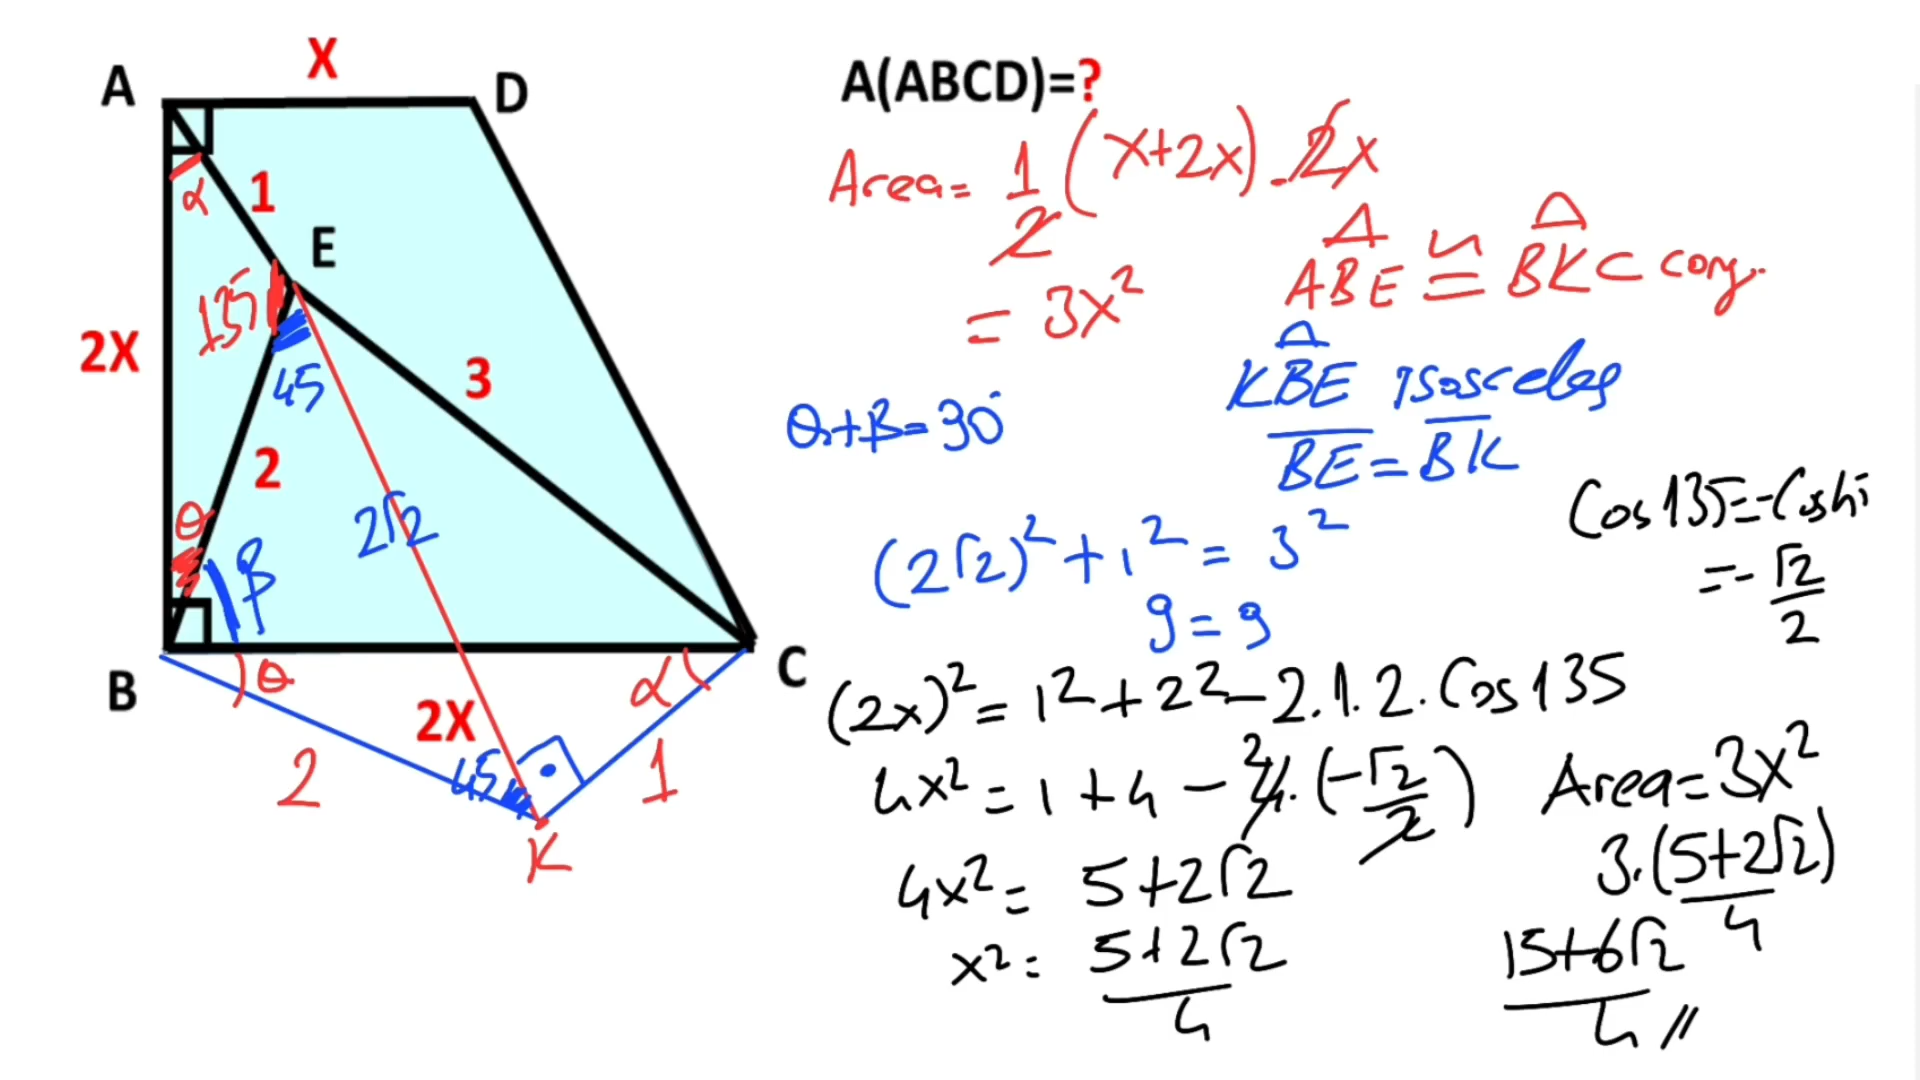 X
A
D
α
1
E
135
2X
45
3
2
2√2
θ
β
B
C
θ
α
2X
2
45
1
K
A(ABCD)=?
Area= 1/2 (x+2x).2x
= 3x²
ABE ≅ BKC cong.
KBE isosceles
BE=BK
θ+β=90°
(2√2)²+1²=3²
9=9
Cos135=-Cos45
=-√2/2
(2x)²=1²+2²-2.1.2.Cos135
4x²=1+4-4.(-√2/2)
4x²=5+2√2
x²=5+2√2/4
Area=3x²
3.(5+2√2)/4
15+6√2/4 //